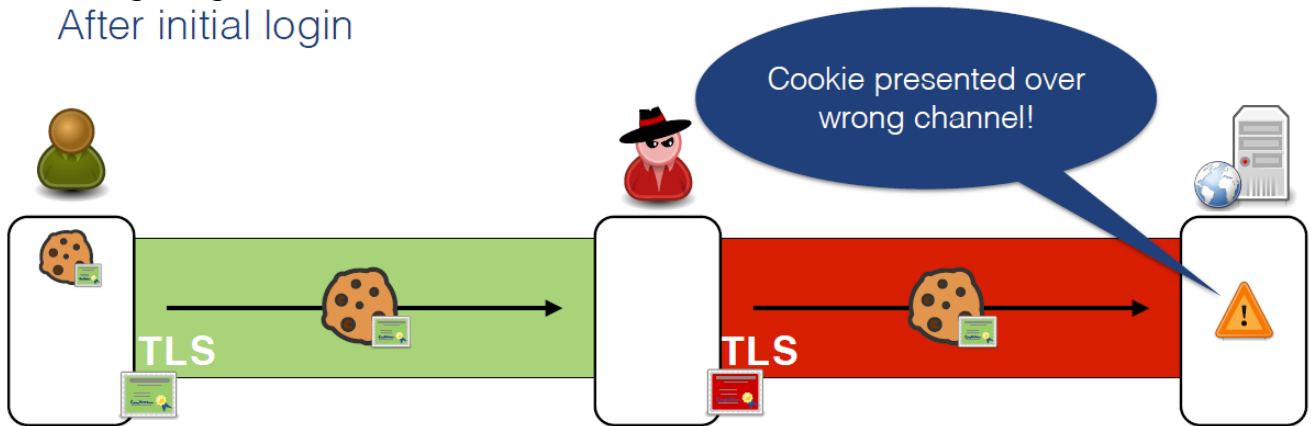 After initial login
Cookie presented over
wrong channel!
TLS
TLS